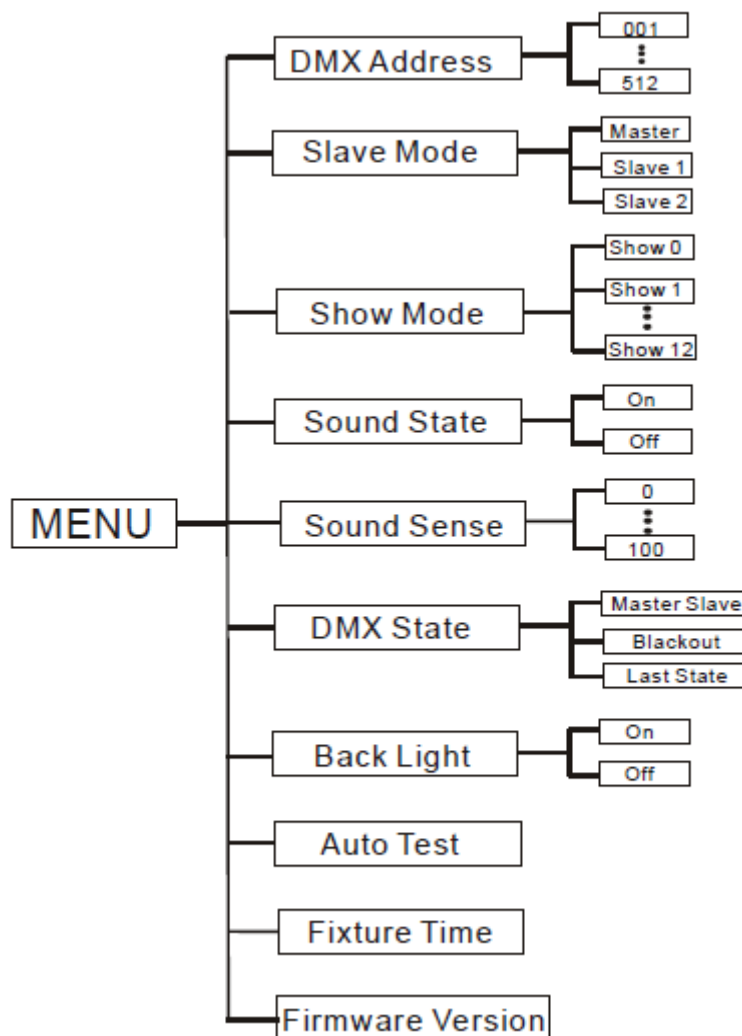 001
DMX Address
512
Master
Slave Mode
Slave 1
Slave 2
Show 0
Show 1
Show Mode
Show 12
On
Sound State
Off
MENU
0
Sound Sense
100
Master Slave
DMX State
Blackout
Last State
On
Back Light
Off
Auto Test
Fixture Time
Firmware Version